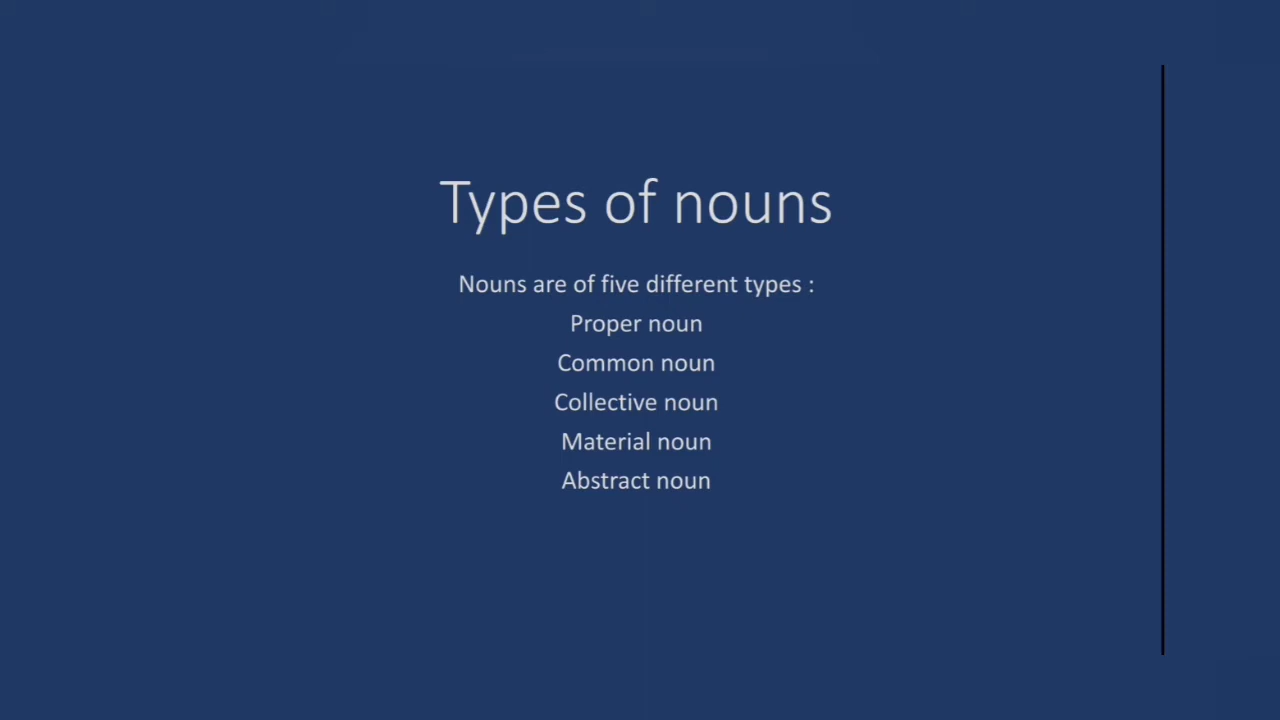 Types of nouns
Nouns are of five different types :
Proper noun
Common noun
Collective noun
Material noun
Abstract noun